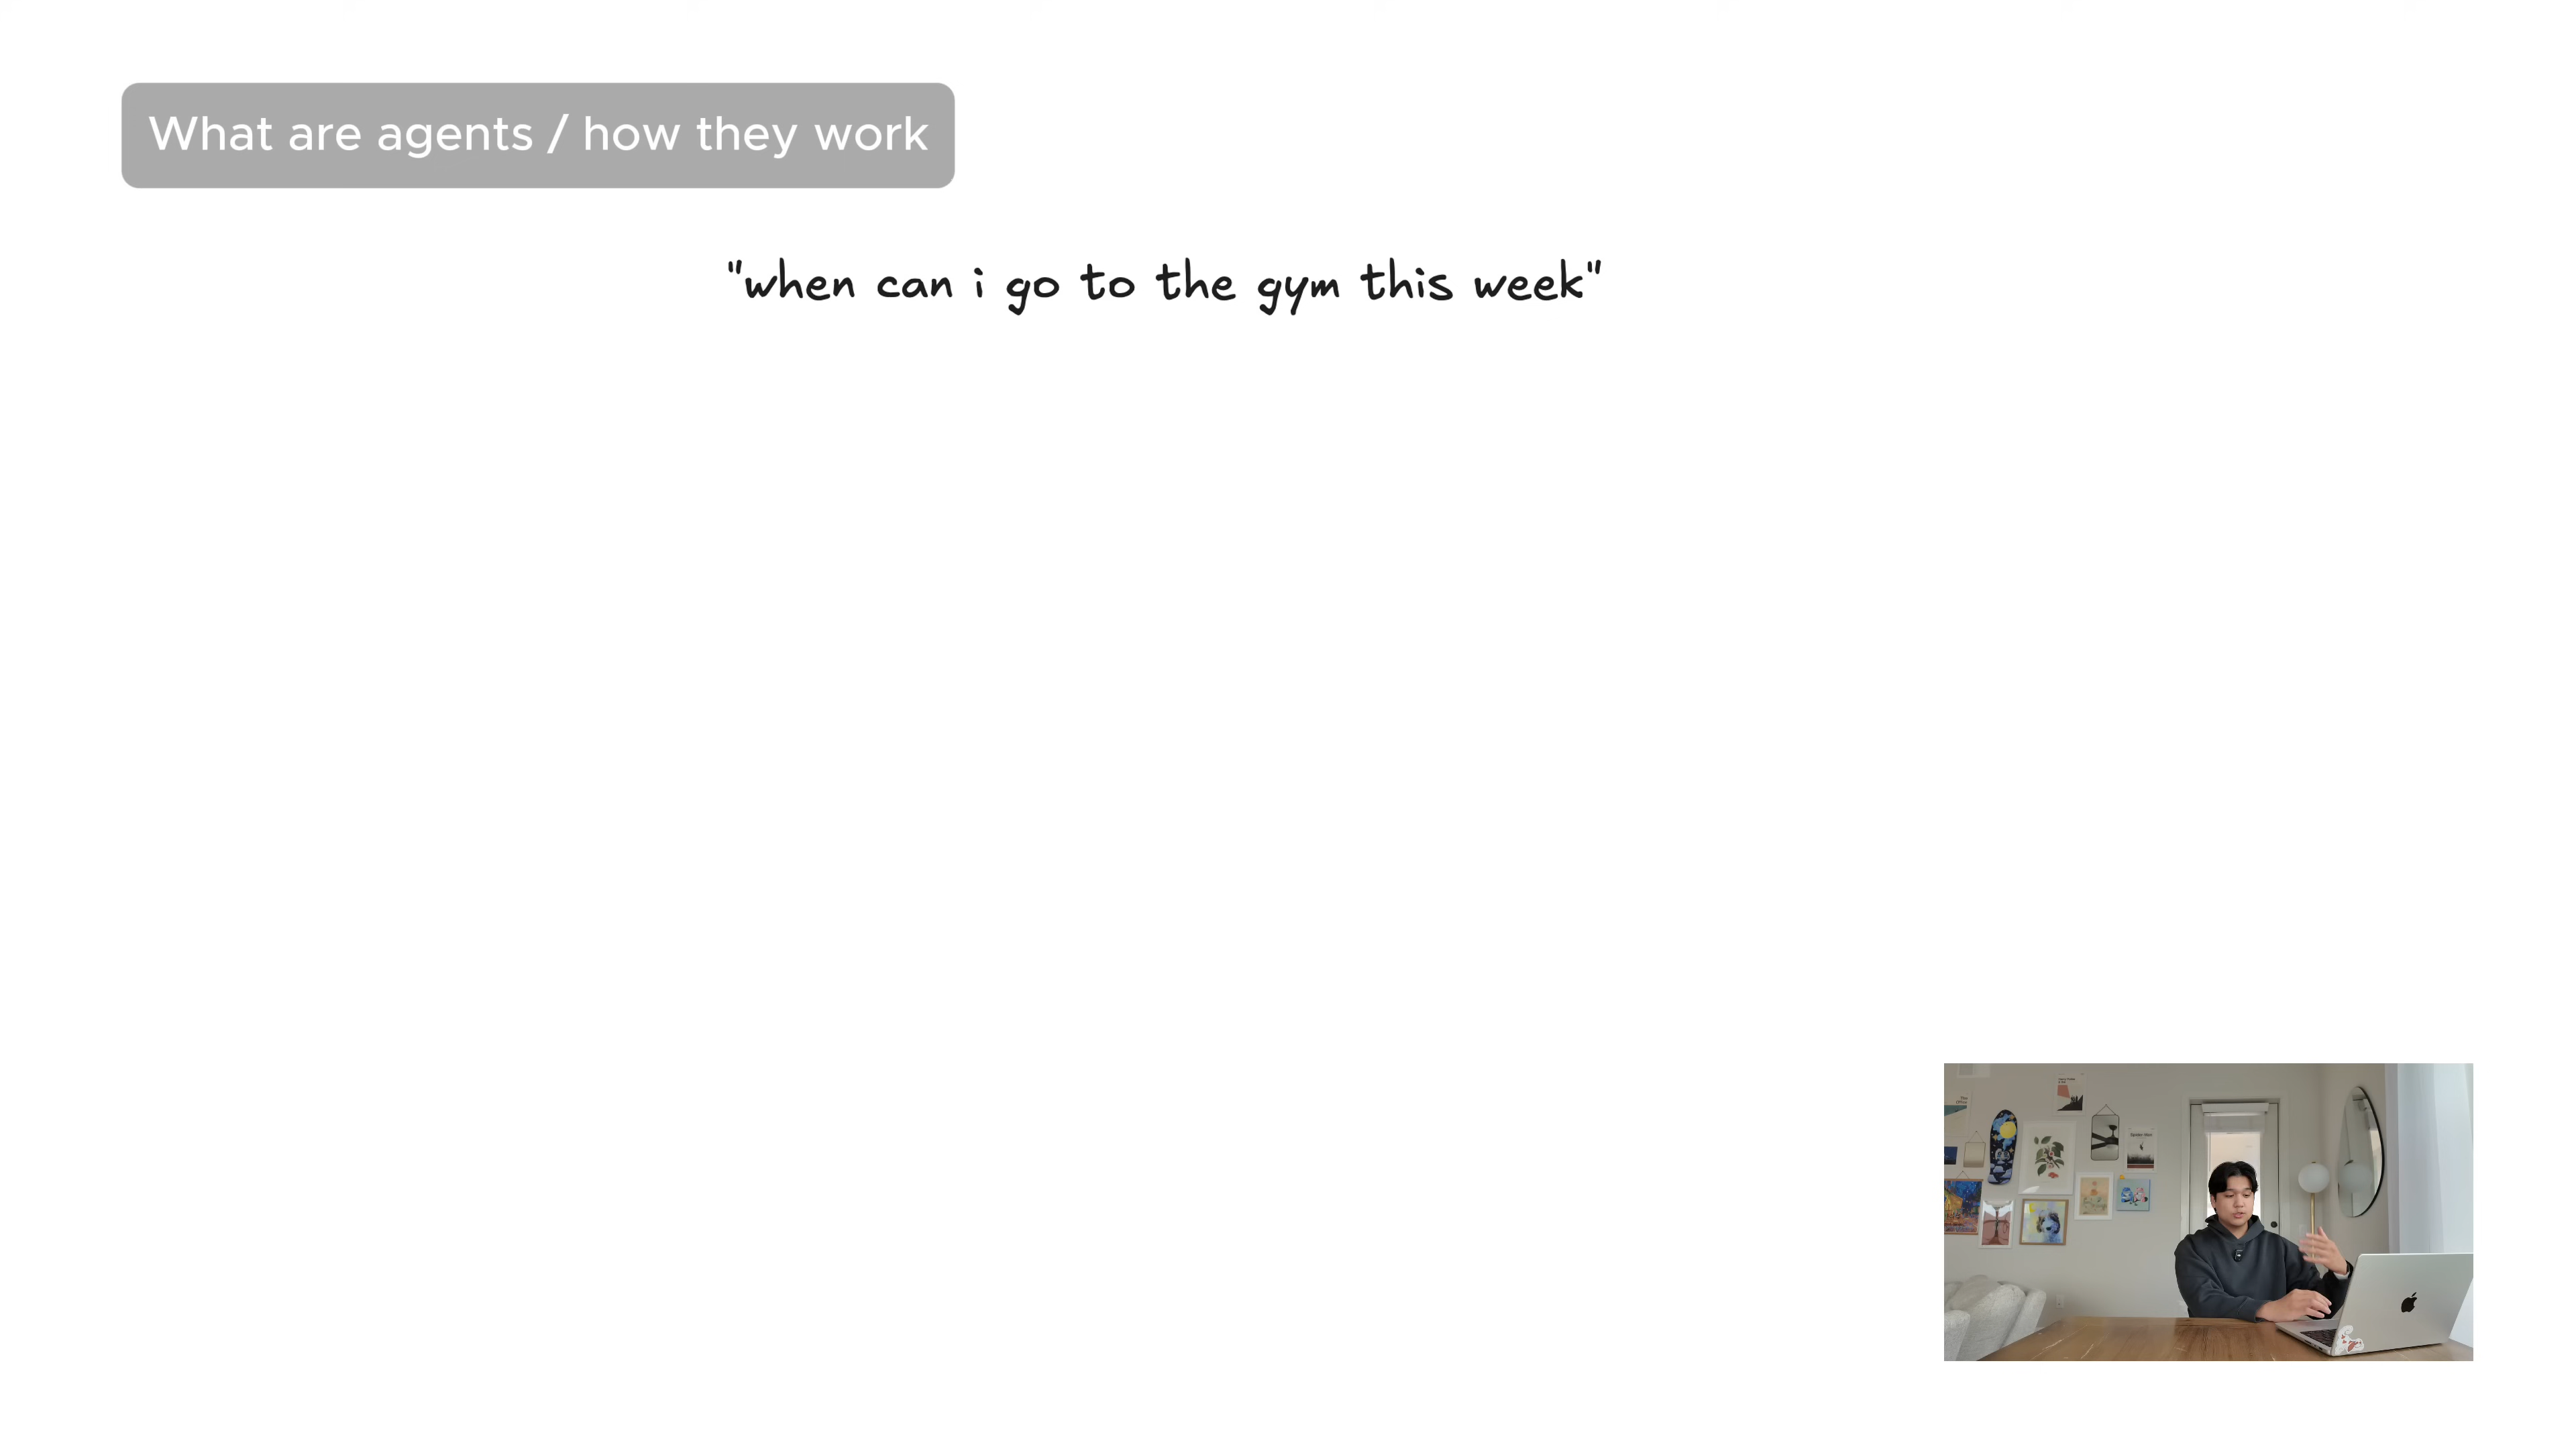 What are agents / how they work
"when can i go to the gym this week"